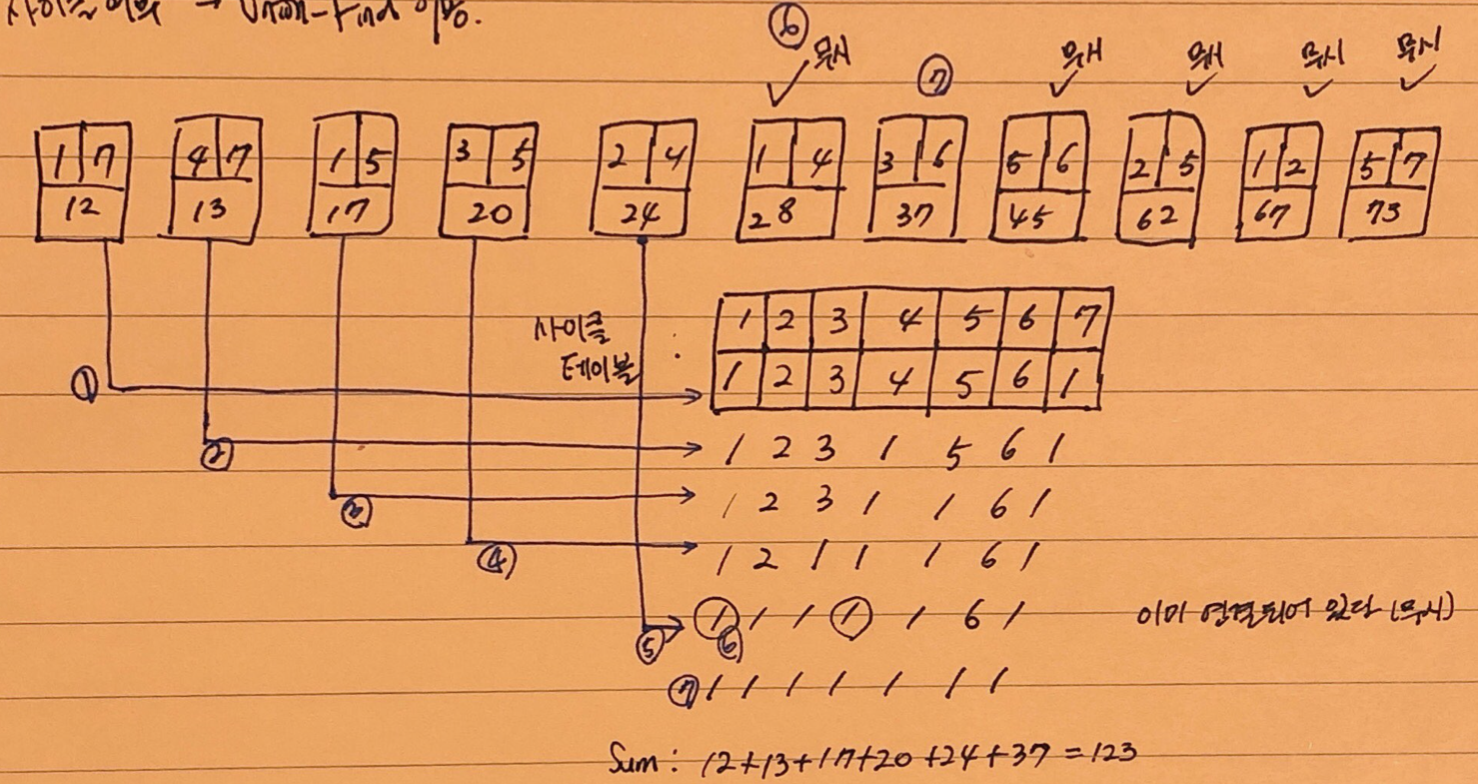 사이클 여부 → Union-Find 이용.
⑥
무시 ⑦ 무시 무시 무시 무시
1 7 4 7 1 5 3 5 2 4 1 4 3 6 5 6 2 5 1 2 5 7
12 13 17 20 24 28 37 45 62 67 73
사이클 1 2 3 4 5 6 7
테이블 :
① 1 2 3 4 5 6 1
② 1 2 3 1 5 6 1
③ 1 2 3 1 1 6 1
④ 1 2 1 1 1 6 1
⑤ 1 1 1 1 1 6 1 이미 연결되어 있다 (무시)
⑥
⑦ 1 1 1 1 1 1 1
Sum : 12+13+17+20+24+37 = 123